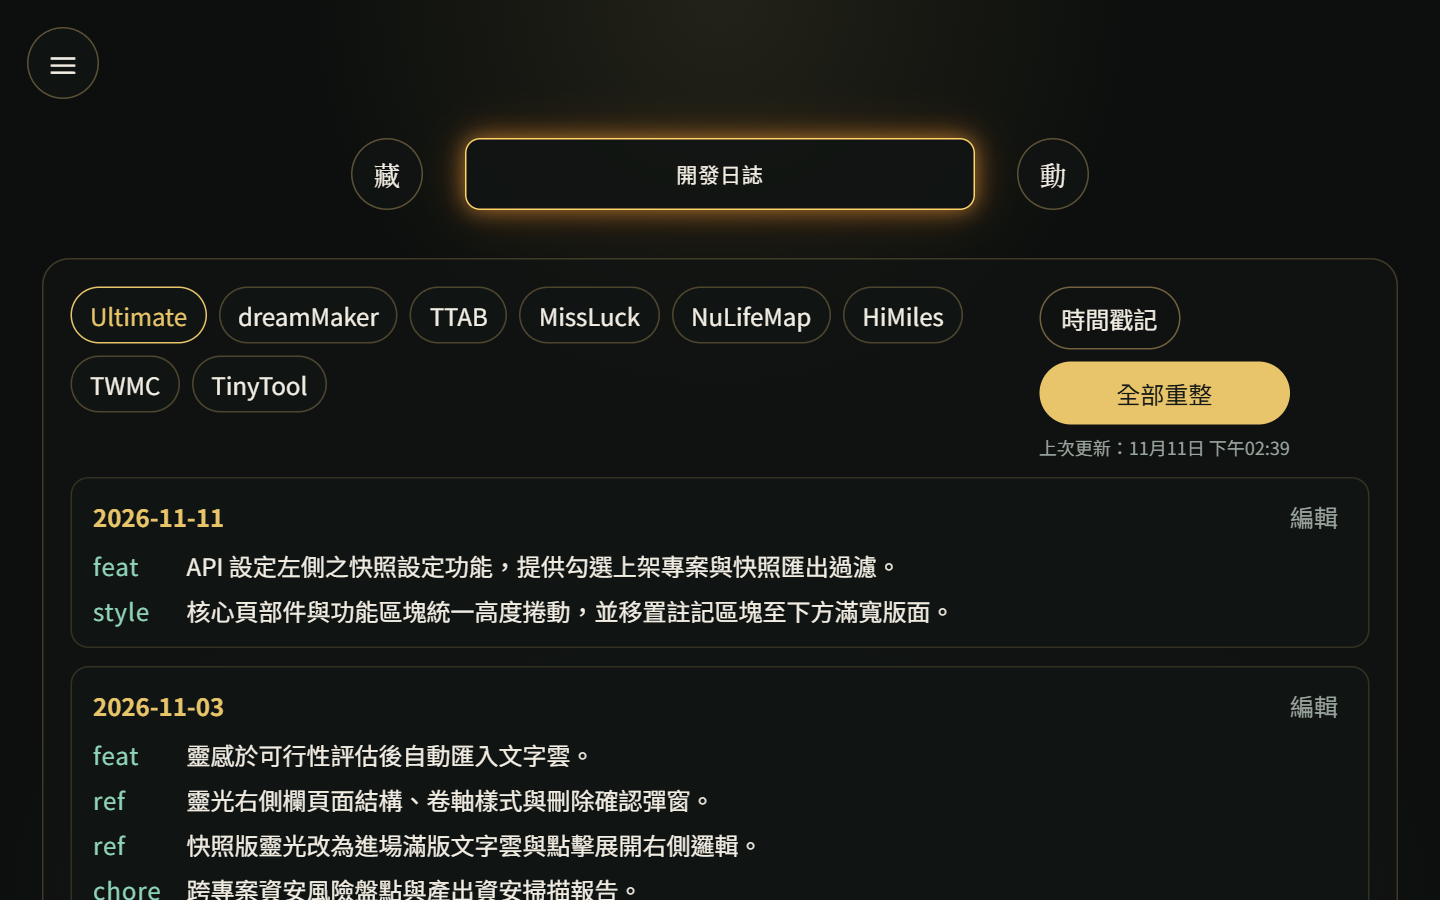 藏
開發日誌
動
Ultimate dreamMaker TTAB MissLuck NuLifeMap HiMiles
TWMC TinyTool
時間戳記
全部重整
上次更新：11月11日 下午02:39
2026-11-11 編輯
feat API 設定左側之快照設定功能，提供勾選上架專案與快照匯出過濾。
style 核心頁部件與功能區塊統一高度捲動，並移置註記區塊至下方滿寬版面。
2026-11-03 編輯
feat 靈感於可行性評估後自動匯入文字雲。
ref 靈光右側欄頁面結構、卷軸樣式與刪除確認彈窗。
ref 快照版靈光改為進場滿版文字雲與點擊展開右側邏輯。
chore 跨專案資安風險盤點與產出資安掃描報告。